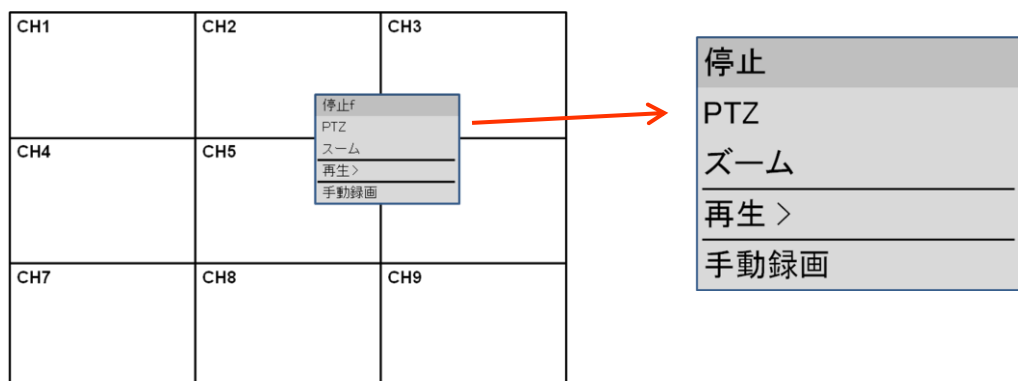 CH1
CH2
CH3
停止f
PTZ
スーム
再生>
手動録画
CH4
CH5
CH7
CH8
CH9
停止
PTZ
ズーム
再生 >
手動録画